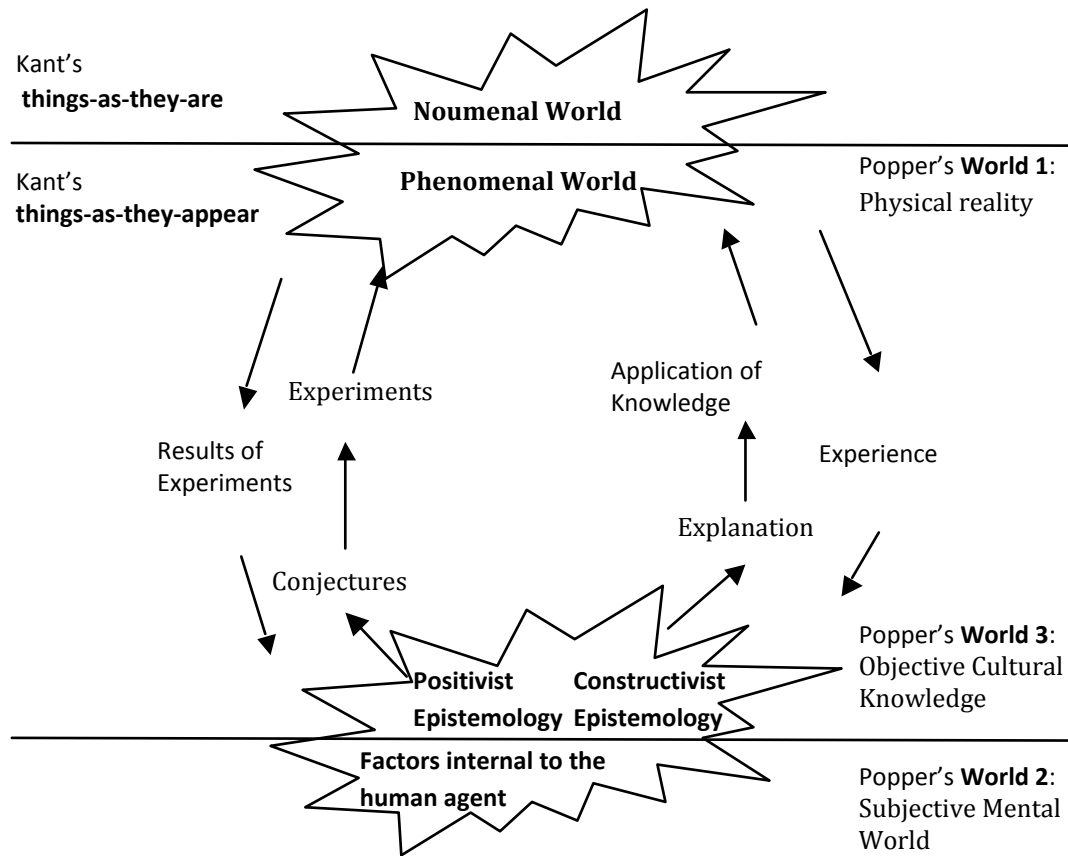 Kant’s
things-as-they-are
Noumenal World
Kant’s
things-as-they-appear
Phenomenal World
Popper’s World 1:
Physical reality
Experiments
Results of
Experiments
Conjectures
Application of
Knowledge
Experience
Explanation
Positivist
Epistemology
Constructivist
Epistemology
Popper’s World 3:
Objective Cultural
Knowledge
Factors internal to the
human agent
Popper’s World 2:
Subjective Mental
World